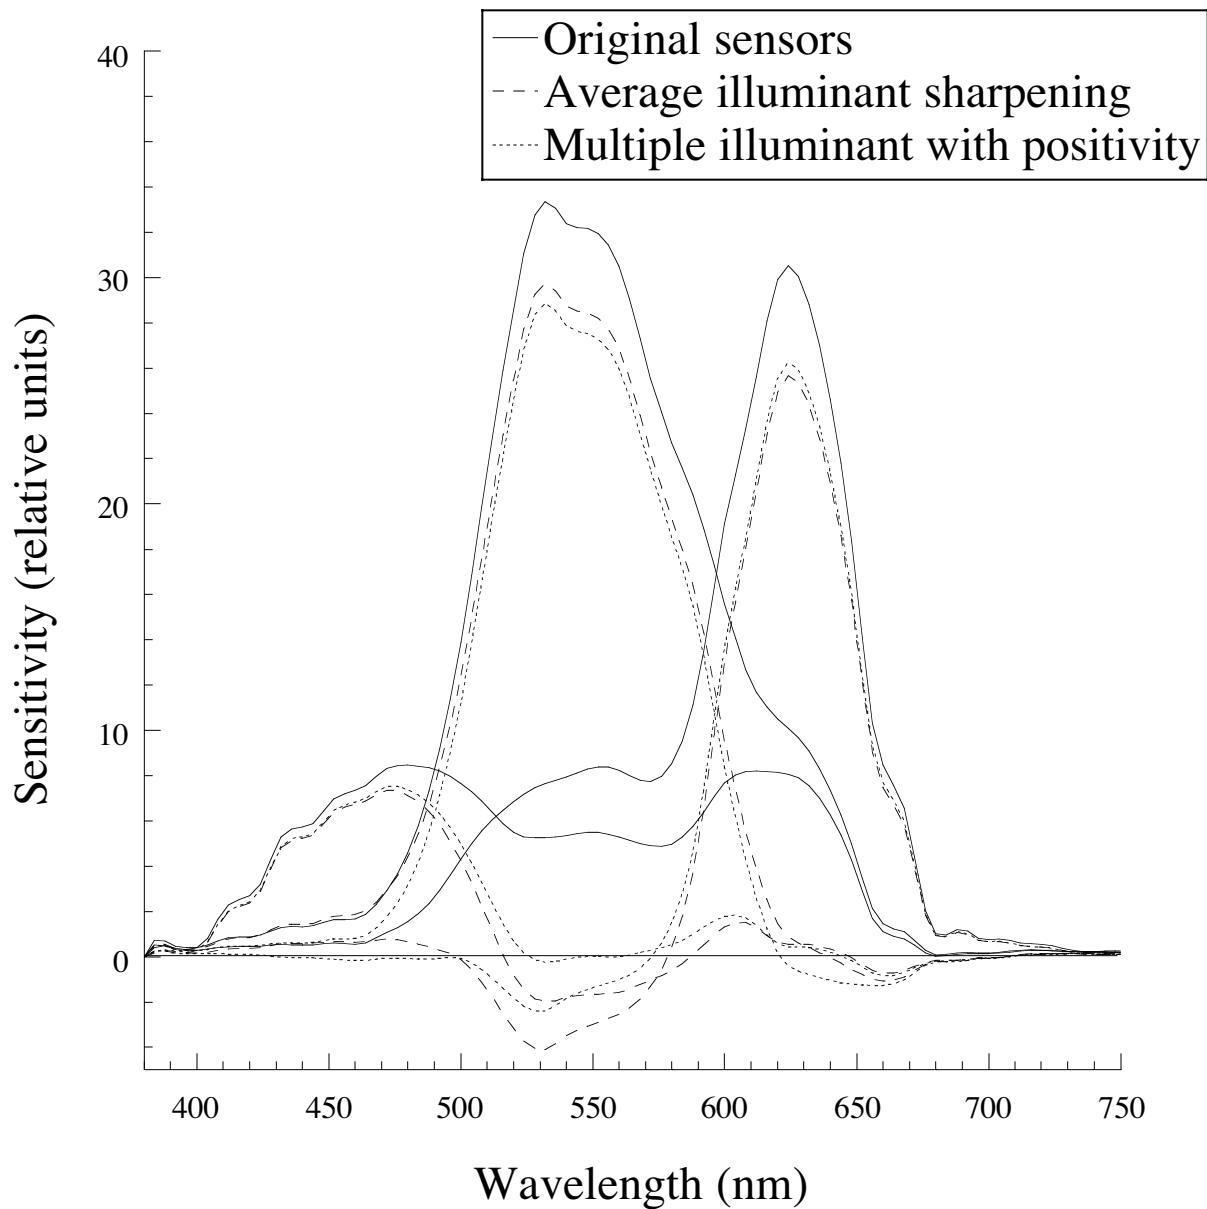 Original sensors
Average illuminant sharpening
Multiple illuminant with positivity
40
30
20
10
0
Sensitivity (relative units)
400 450 500 550 600 650 700 750
Wavelength (nm)